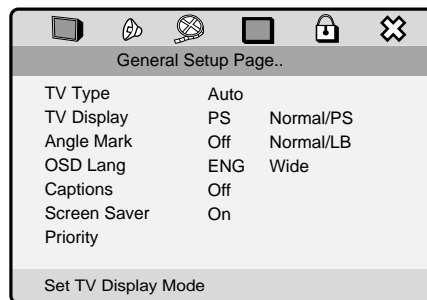 General Setup Page..
TV Type Auto
TV Display PS Normal/PS
Angle Mark Off Normal/LB
OSD Lang ENG Wide
Captions Off
Screen Saver On
Priority
Set TV Display Mode